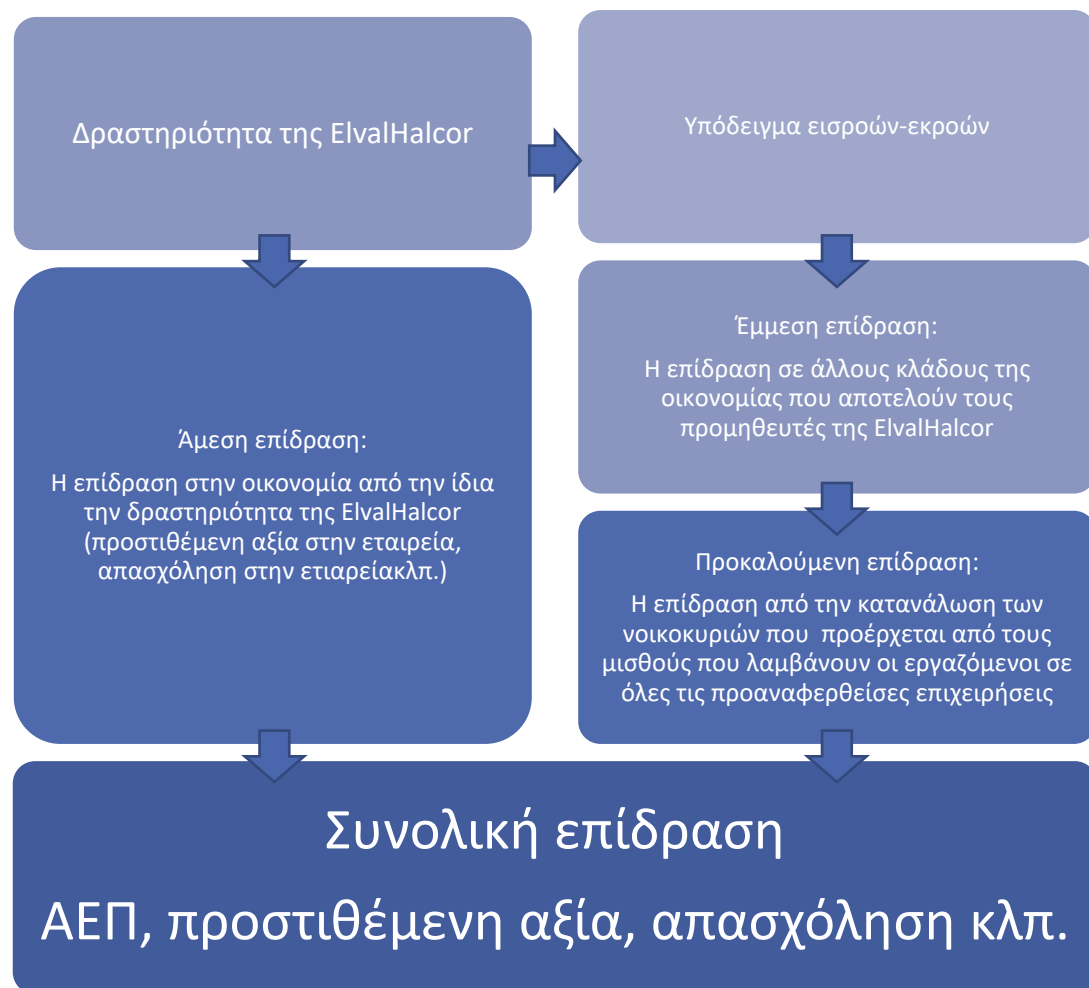 Δραστηριότητα της ElvalHalcor
Υπόδειγμα εισροών-εκροών
Άμεση επίδραση:
Η επίδραση στην οικονομία από την ίδια
την δραστηριότητα της ElvalHalcor
(προστιθέμενη αξία στην εταιρεία,
απασχόληση στην ετιαρείακλπ.)
Έμμεση επίδραση:
Η επίδραση σε άλλους κλάδους της
οικονομίας που αποτελούν τους
προμηθευτές της ElvalHalcor
Προκαλούμενη επίδραση:
Η επίδραση από την κατανάλωση των
νοικοκυριών που προέρχεται από τους
μισθούς που λαμβάνουν οι εργαζόμενοι σε
όλες τις προαναφερθείσες επιχειρήσεις
Συνολική επίδραση
ΑΕΠ, προστιθέμενη αξία, απασχόληση κλπ.